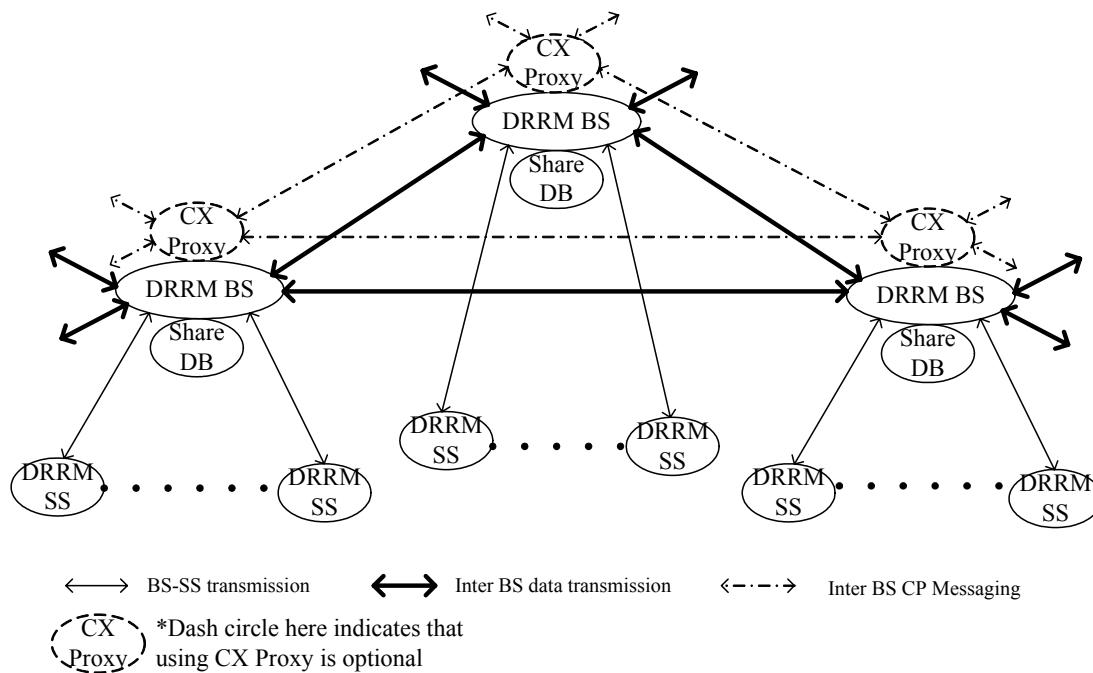 CX
Proxy
DRRM BS
Share
DB
CX
Proxy
DRRM BS
Share
DB
CX
Proxy
DRRM BS
Share
DB
DRRM
SS
DRRM
SS
DRRM
SS
DRRM
SS
DRRM
SS
DRRM
SS
BS-SS transmission
Inter BS data transmission
Inter BS CP Messaging
CX
Proxy
*Dash circle here indicates that
using CX Proxy is optional